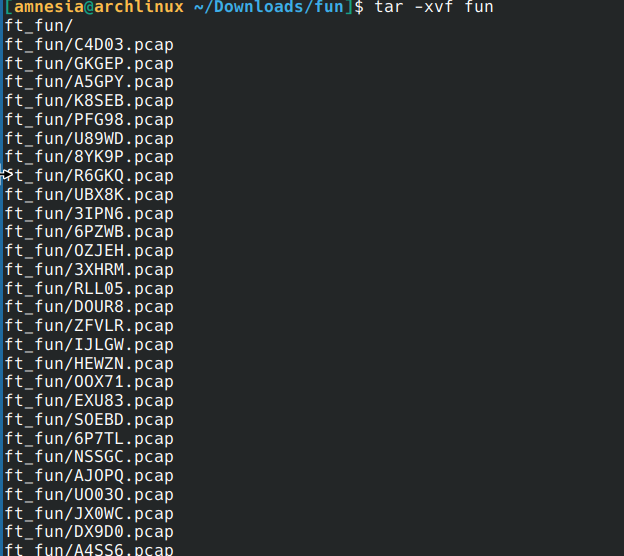 [amnesia@archlinux ~/Downloads/fun]$ tar -xvf fun
ft_fun/
ft_fun/C4D03.pcap
ft_fun/GKGEP.pcap
ft_fun/A5GPY.pcap
ft_fun/K8SEB.pcap
ft_fun/PFG98.pcap
ft_fun/U89WD.pcap
ft_fun/8YK9P.pcap
ft_fun/R6GKQ.pcap
ft_fun/UBX8K.pcap
ft_fun/3IPN6.pcap
ft_fun/6PZWB.pcap
ft_fun/OZJEH.pcap
ft_fun/3XHRM.pcap
ft_fun/RLL05.pcap
ft_fun/DOUR8.pcap
ft_fun/ZFVLR.pcap
ft_fun/IJLGW.pcap
ft_fun/HEWZN.pcap
ft_fun/OOX71.pcap
ft_fun/EXU83.pcap
ft_fun/SOEBD.pcap
ft_fun/6P7TL.pcap
ft_fun/NSSGC.pcap
ft_fun/AJOPQ.pcap
ft_fun/UO03O.pcap
ft_fun/JX0WC.pcap
ft_fun/DX9D0.pcap
ft_fun/A4SS6.pcap